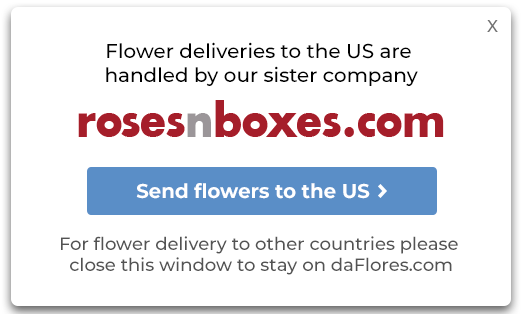 X
Flower deliveries to the US are
handled by our sister company
rosesnboxes.com
Send flowers to the US >
For flower delivery to other countries please
close this window to stay on daFlores.com